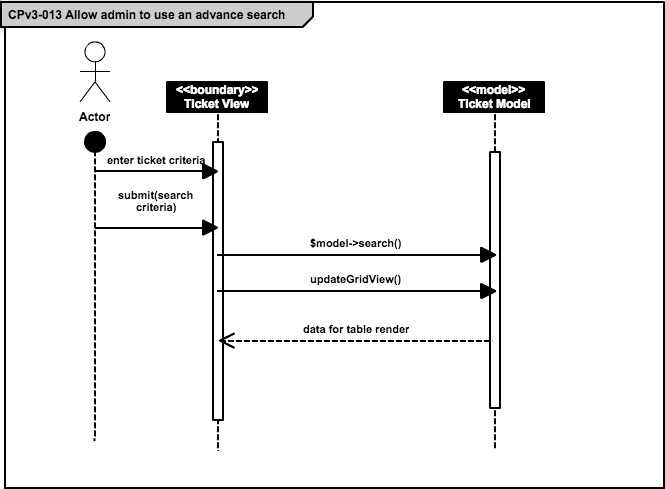 CPv3-013 Allow admin to use an advance search
<<boundary>>
Ticket View
<<model>>
Ticket Model
Actor
enter ticket criteria
submit(search
criteria)
$model->search()
updateGridView()
data for table render